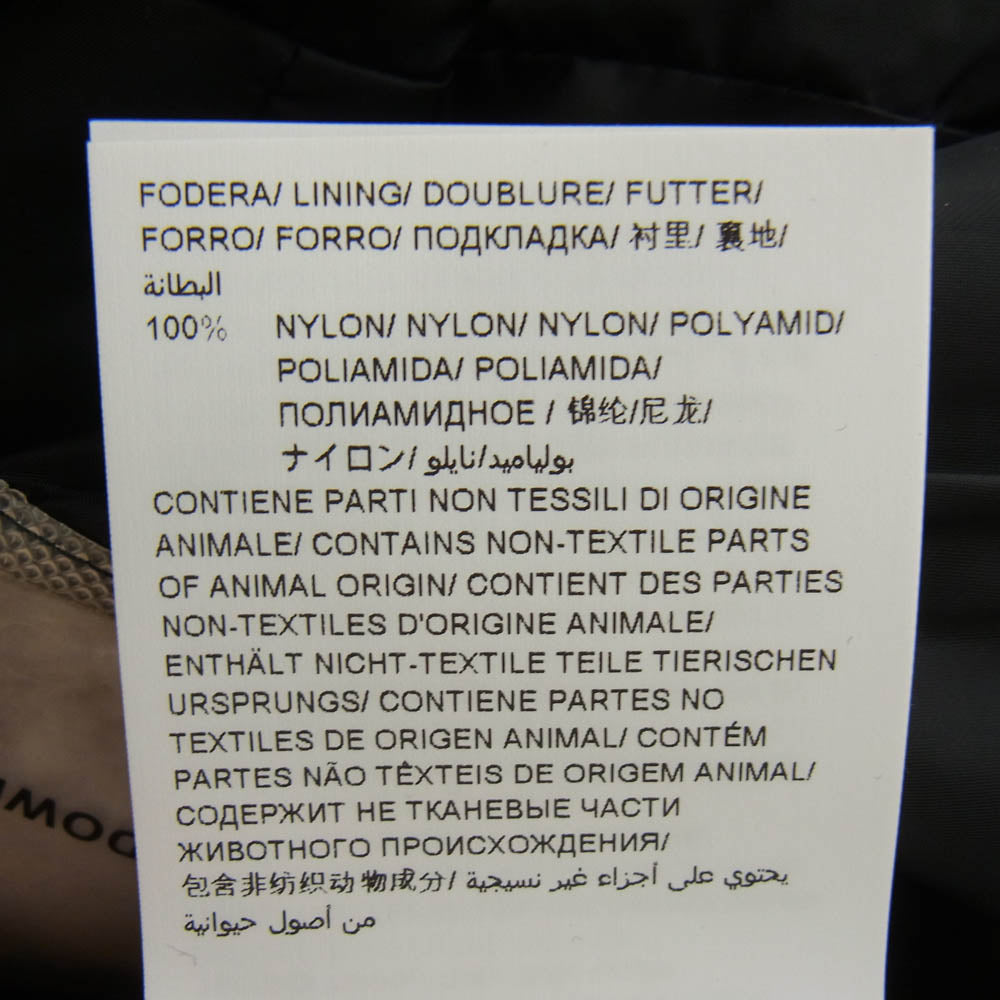 FODERA/ LINING/ DOUBLURE/ FUTTER/
FORRO/ FORRO/ ПОДКЛАДКА/ 衬里/ 裏地/
البطانة
100% NYLON/ NYLON/ NYLON/ POLYAMID/
POLIAMIDA/ POLIAMIDA/
ПОЛИАМИДНОЕ / 锦纶/尼龙/
ナイロン/ بولياميد/نايلو
CONTIENE PARTI NON TESSILI DI ORIGINE
ANIMALE/ CONTAINS NON-TEXTILE PARTS
OF ANIMAL ORIGIN/ CONTIENT DES PARTIES
NON-TEXTILES D'ORIGINE ANIMALE/
ENTHÄLT NICHT-TEXTILE TEILE TIERISCHEN
URSPRUNGS/ CONTIENE PARTES NO
TEXTILES DE ORIGEN ANIMAL/ CONTÉM
PARTES NÃO TÊXTEIS DE ORIGEM ANIMAL/
СОДЕРЖИТ НЕ ТКАНЕВЫЕ ЧАСТИ
ЖИВОТНОГО ПРОИСХОЖДЕНИЯ/
包含非纺织动物成分/ يحتوي على أجزاء غير نسيجية
من أصول حيوانية